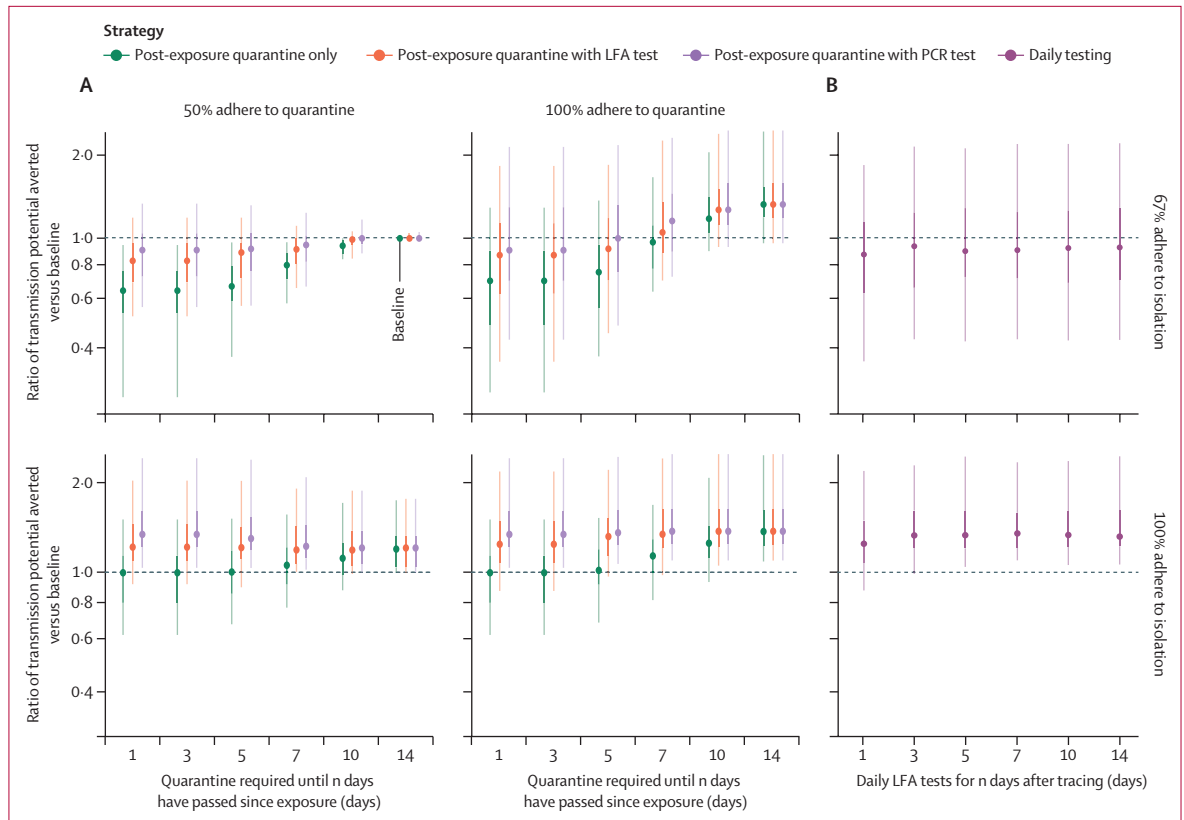 Strategy
Post-exposure quarantine only Post-exposure quarantine with LFA test Post-exposure quarantine with PCR test Daily testing
A
B
50% adhere to quarantine
100% adhere to quarantine
Ratio of transmission potential averted
versus baseline
2·0
1·0
0·8
0·6
0·4
Baseline
67% adhere to isolation
Ratio of transmission potential averted
versus baseline
2·0
1·0
0·8
0·6
0·4
100% adhere to isolation
1 3 5 7 10 14
Quarantine required until n days
have passed since exposure (days)
1 3 5 7 10 14
Quarantine required until n days
have passed since exposure (days)
1 3 5 7 10 14
Daily LFA tests for n days after tracing (days)